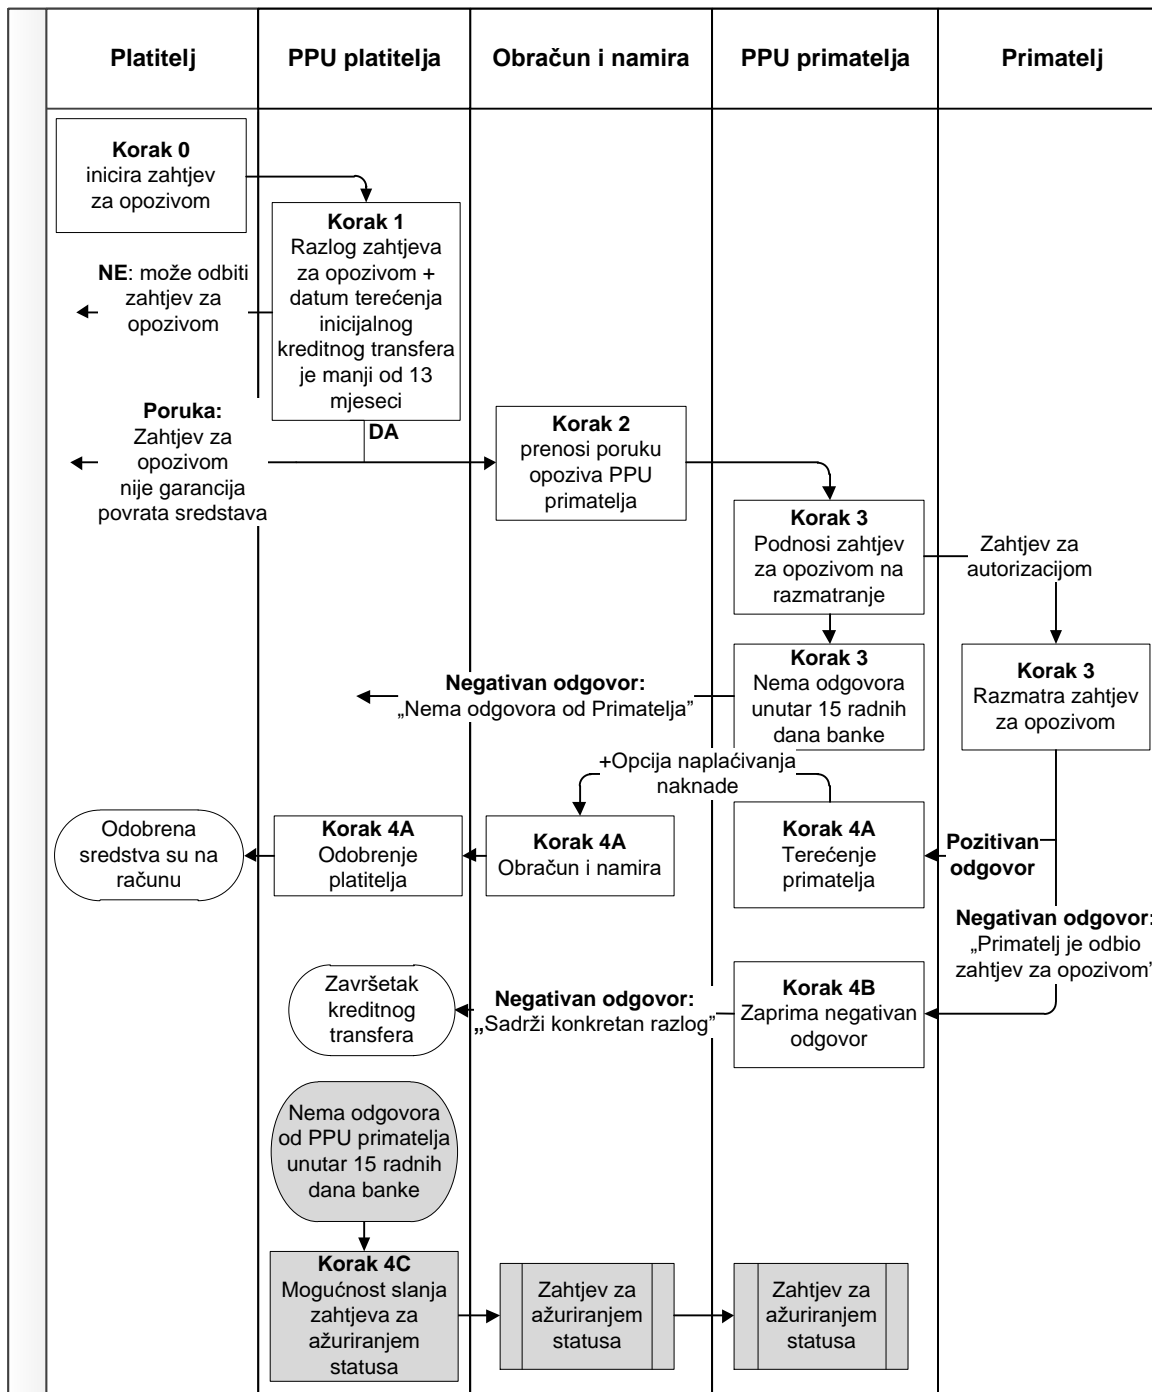 Platitelj
PPU platitelja
Obračun i namira
PPU primatelja
Primatelj
Korak 0
inicira zahtjev
za opozivom
Korak 1
Razlog zahtjeva
za opozivom +
datum terećenja
inicijalnog
kreditnog transfera
je manji od 13
mjeseci
NE: može odbiti
zahtjev za
opozivom
Poruka:
Zahtjev za
opozivom
nije garancija
povrata sredstava
DA
Korak 2
prenosi poruku
opoziva PPU
primatelja
Korak 3
Podnosi zahtjev
za opozivom na
razmatranje
Zahtjev za
autorizacijom
Korak 3
Nema odgovora
unutar 15 radnih
dana banke
Korak 3
Razmatra zahtjev
za opozivom
Negativan odgovor:
„Nema odgovora od Primatelja”
+Opcija naplaćivanja
naknade
Odobrena
sredstva su na
računu
Korak 4A
Odobrenje
platitelja
Korak 4A
Obračun i namira
Korak 4A
Terećenje
primatelja
Pozitivan
odgovor
Negativan odgovor:
„Primatelj je odbio
zahtjev za opozivom”
Završetak
kreditnog
transfera
Negativan odgovor:
„Sadrži konkretan razlog”
Korak 4B
Zaprima negativan
odgovor
Nema odgovora
od PPU primatelja
unutar 15 radnih
dana banke
Korak 4C
Mogućnost slanja
zahtjeva za
ažuriranjem
statusa
Zahtjev za
ažuriranjem
statusa
Zahtjev za
ažuriranjem
statusa